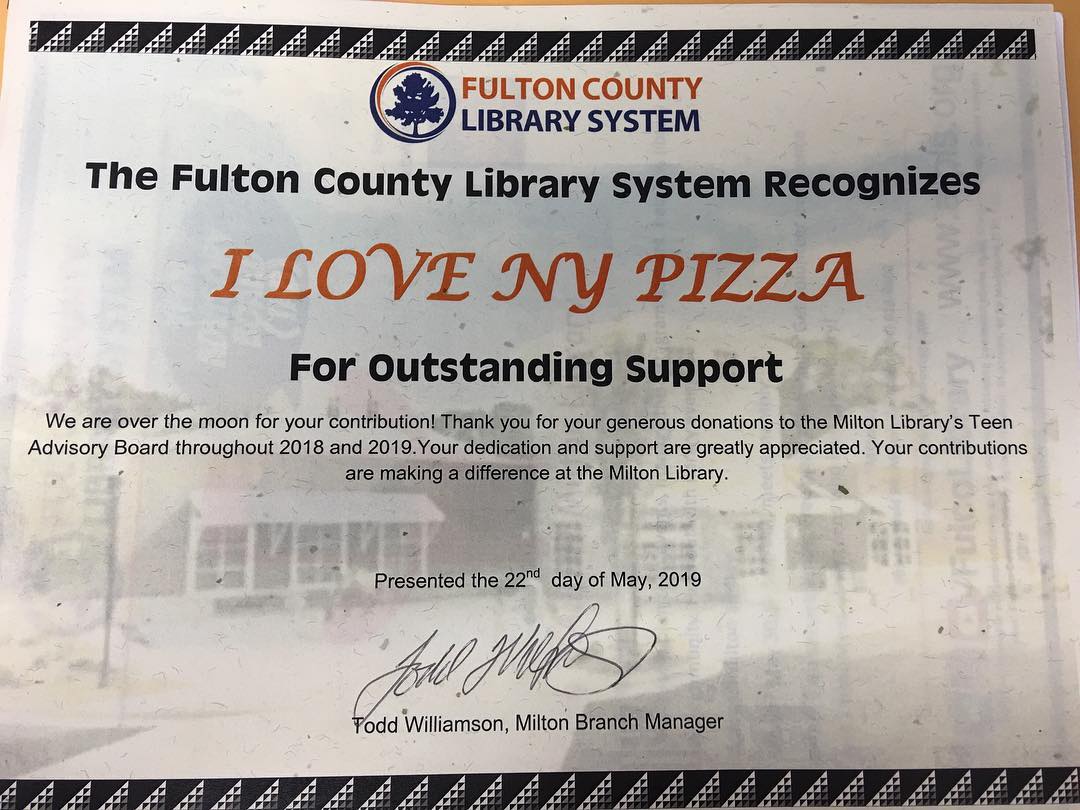 FULTON COUNTY
LIBRARY SYSTEM
The Fulton County Library System Recognizes
I LOVE NY PIZZA
For Outstanding Support
We are over the moon for your contribution! Thank you for your generous donations to the Milton Library's Teen
Advisory Board throughout 2018 and 2019.Your dedication and support are greatly appreciated. Your contributions
are making a difference at the Milton Library.
Presented the 22nd day of May, 2019
Todd Williamson, Milton Branch Manager